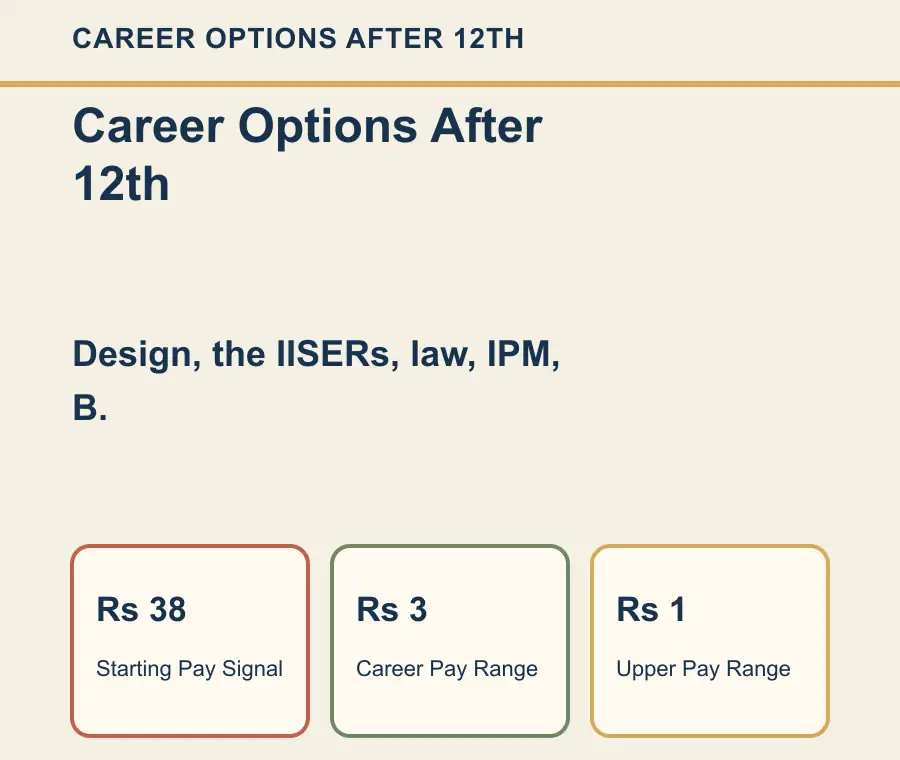 CAREER OPTIONS AFTER 12TH
Career Options After
12th
Design, the IISERs, law, IPM,
B.
Rs 38
Starting Pay Signal
Rs 3
Career Pay Range
Rs 1
Upper Pay Range